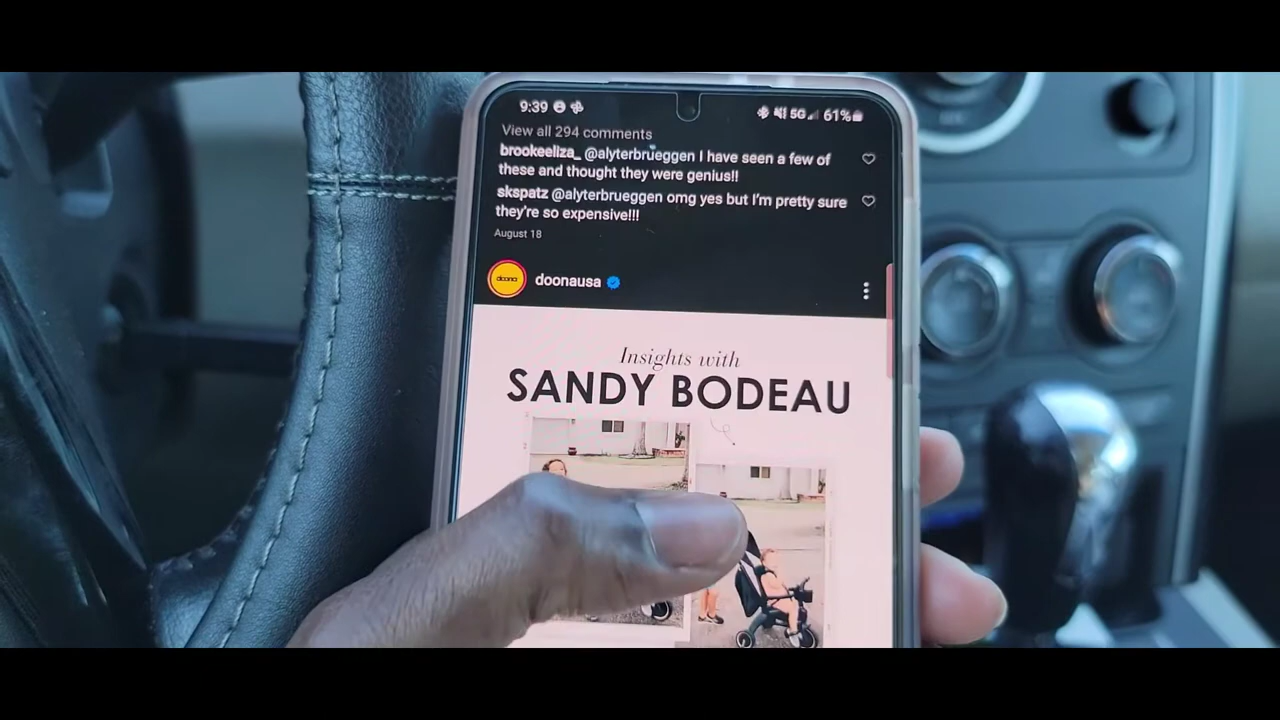 9:39 5G 61%
View all 294 comments
brookeeliza_ @alyterbrueggen I have seen a few of
these and thought they were genius!!
skspatz @alyterbrueggen omg yes but I'm pretty sure
they're so expensive!!!
August 18
doona doonausa
Insights with
SANDY BODEAU